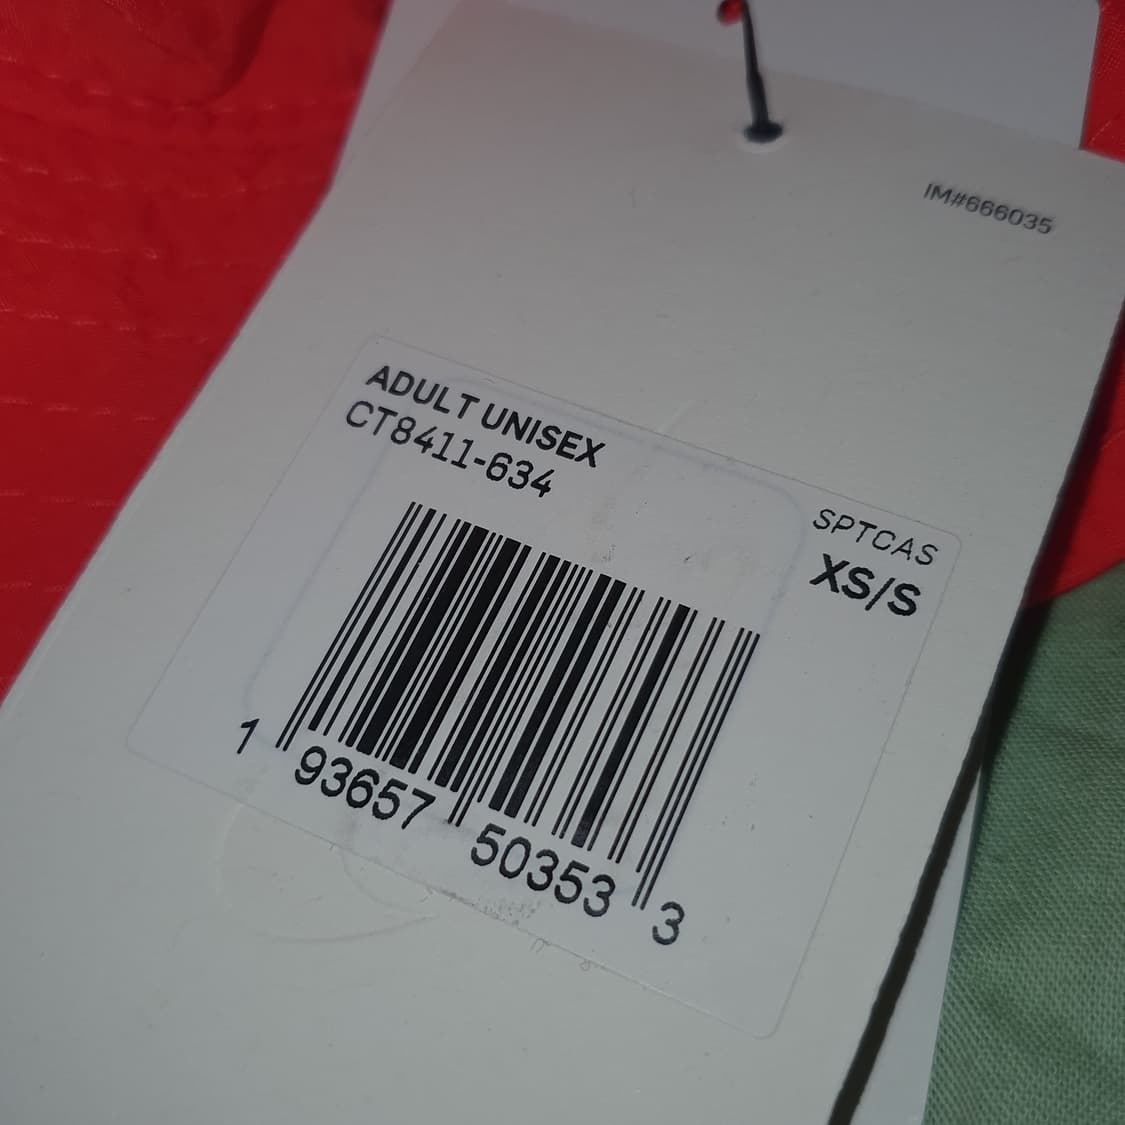 IM#666035
ADULT UNISEX
CT8411-634
SPTCAS
XS/S
1 93657 50353 3